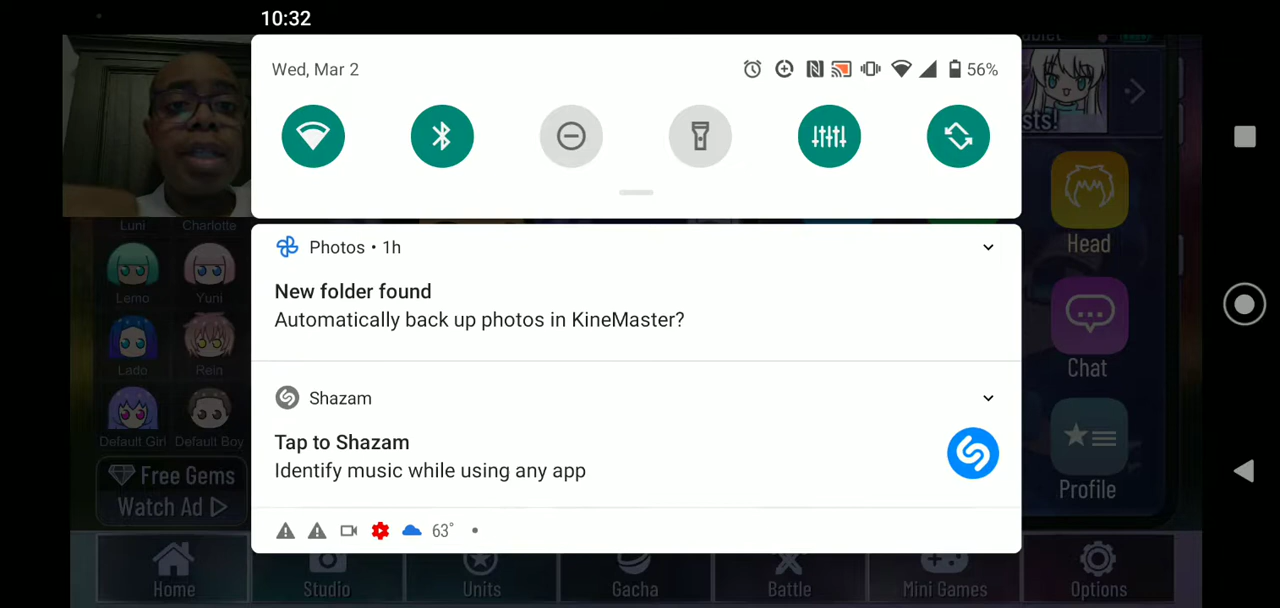 10:32
Wed, Mar 2
56%
Photos • 1h
New folder found
Automatically back up photos in KineMaster?
Shazam
Tap to Shazam
Identify music while using any app
63°
Luni Charlotte
Lemo Yuni
Lado Rein
Default Girl Default Boy
Free Gems
Watch Ad
sts!
Head
Chat
Profile
Home
Studio
Units
Gacha
Battle
Mini Games
Options